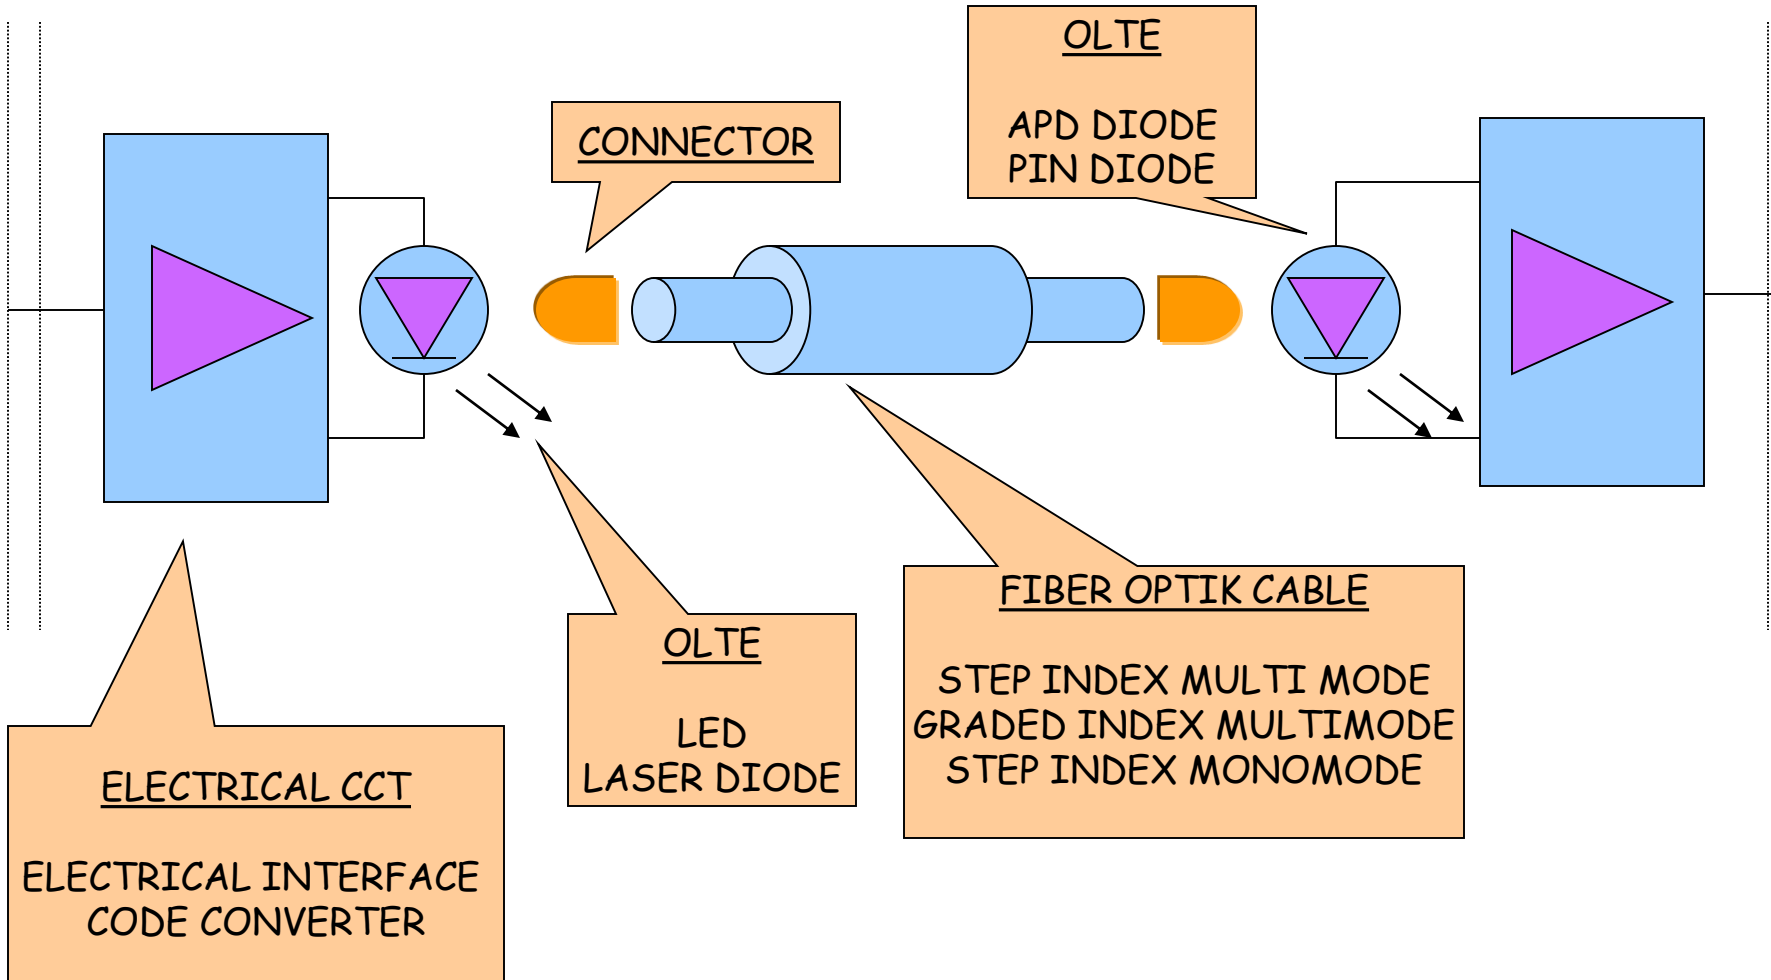 OLTE
APD DIODE
PIN DIODE
CONNECTOR
FIBER OPTIK CABLE
STEP INDEX MULTI MODE
GRADED INDEX MULTIMODE
STEP INDEX MONOMODE
OLTE
LED
LASER DIODE
ELECTRICAL CCT
ELECTRICAL INTERFACE
CODE CONVERTER